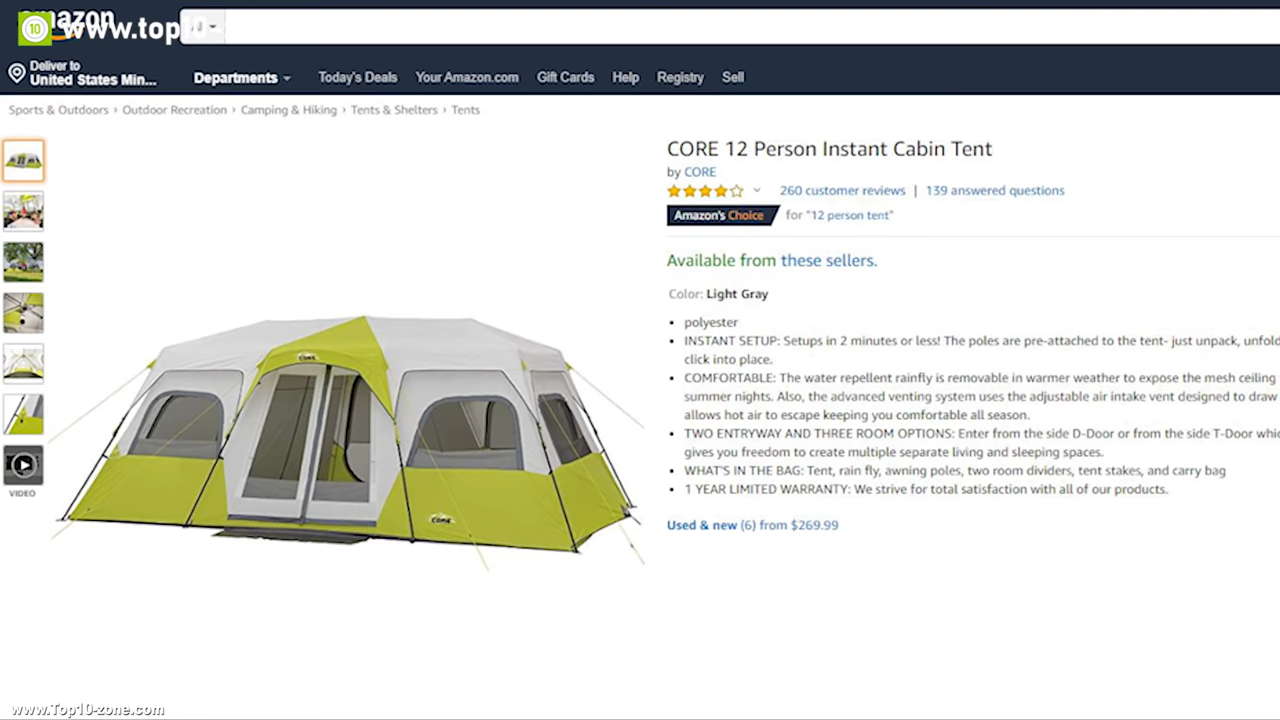 amazon
10 www.top10-
Deliver to
United States Min...
Departments
Today's Deals
Your Amazon.com
Gift Cards
Help
Registry
Sell
Sports & Outdoors › Outdoor Recreation › Camping & Hiking › Tents & Shelters › Tents
CORE 12 Person Instant Cabin Tent
by CORE
260 customer reviews | 139 answered questions
Amazon's Choice for "12 person tent"
Available from these sellers.
Color: Light Gray
• polyester
• INSTANT SETUP: Setups in 2 minutes or less! The poles are pre-attached to the tent- just unpack, unfold
click into place.
• COMFORTABLE: The water repellent rainfly is removable in warmer weather to expose the mesh ceiling
summer nights. Also, the advanced venting system uses the adjustable air intake vent designed to draw
allows hot air to escape keeping you comfortable all season.
• TWO ENTRYWAY AND THREE ROOM OPTIONS: Enter from the side D-Door or from the side T-Door whic
gives you freedom to create multiple separate living and sleeping spaces.
• WHAT'S IN THE BAG: Tent, rain fly, awning poles, two room dividers, tent stakes, and carry bag
• 1 YEAR LIMITED WARRANTY: We strive for total satisfaction with all of our products.
Used & new (6) from $269.99
CORE
CORE
VIDEO
www.Top10-zone.com